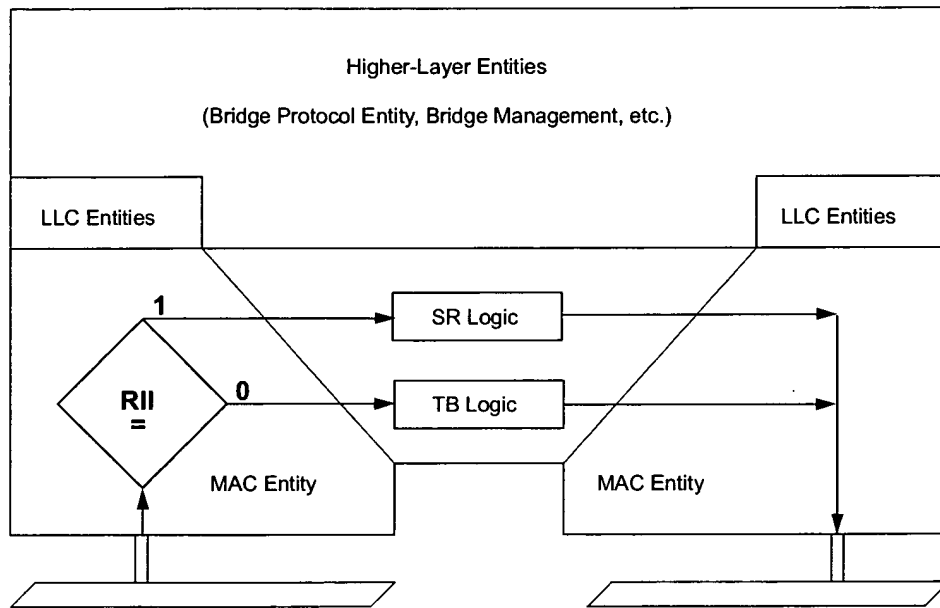 Higher-Layer Entities
(Bridge Protocol Entity, Bridge Management, etc.)
LLC Entities
LLC Entities
1
SR Logic
0
TB Logic
RII
=
MAC Entity
MAC Entity